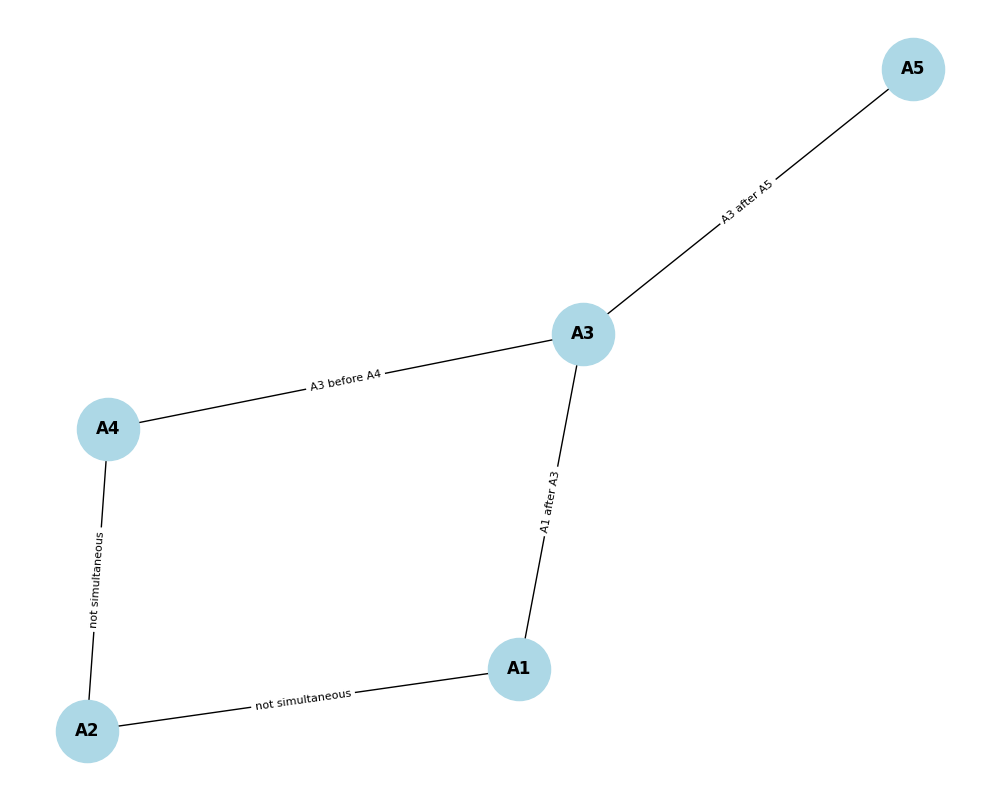 A5
A3 after A5
A3
A3 before A4
A4
A1 after A3
not simultaneous
A1
not simultaneous
A2